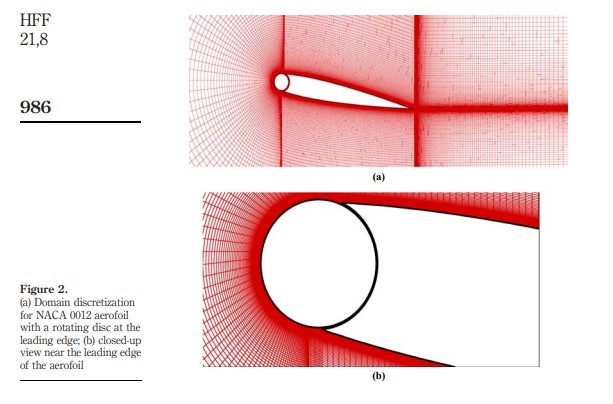 HFF
21,8
986
(a)
Figure 2.
(a) Domain discretization
for NACA 0012 aerofoil
with a rotating disc at the
leading edge; (b) closed-up
view near the leading edge
of the aerofoil
(b)